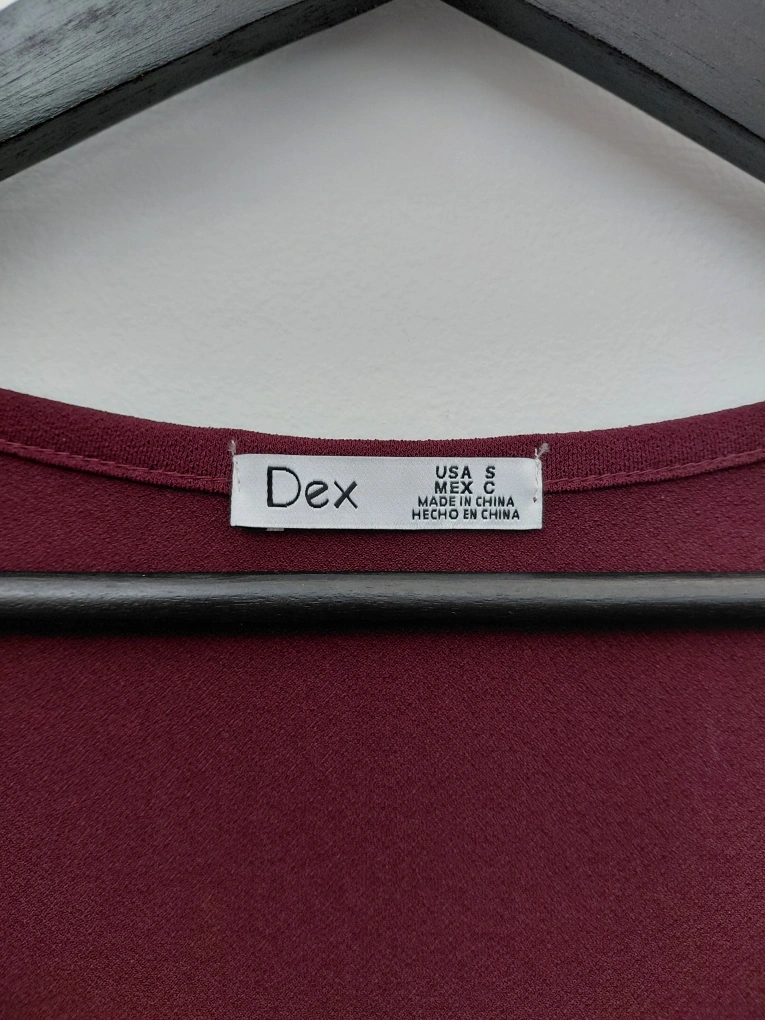 Dex
USA S
MEX C
MADE IN CHINA
HECHO EN CHINA